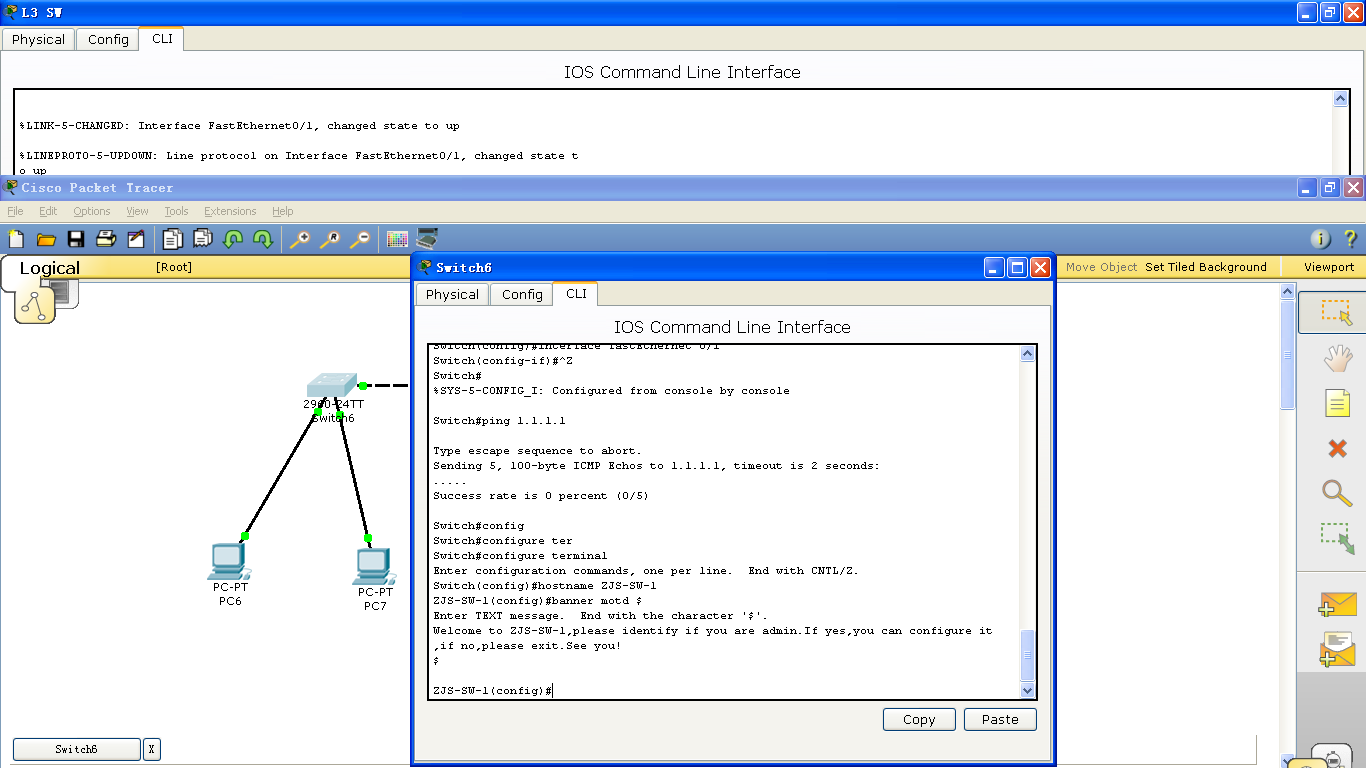 L3 SW
Physical Config CLI
IOS Command Line Interface
%LINK-5-CHANGED: Interface FastEthernet0/1, changed state to up
%LINEPROTO-5-UPDOWN: Line protocol on Interface FastEthernet0/1, changed state t
o up
Cisco Packet Tracer
File Edit Options View Tools Extensions Help
Logical [Root] Move Object Set Tiled Background Viewport
Switch6
Physical Config CLI
IOS Command Line Interface
Switch(config)#interface fastEthernet 0/1
Switch(config-if)#^Z
Switch#
%SYS-5-CONFIG_I: Configured from console by console
Switch#ping 1.1.1.1
Type escape sequence to abort.
Sending 5, 100-byte ICMP Echos to 1.1.1.1, timeout is 2 seconds:
.....
Success rate is 0 percent (0/5)
Switch#config
Switch#configure ter
Switch#configure terminal
Enter configuration commands, one per line.  End with CNTL/Z.
Switch(config)#hostname ZJS-SW-1
ZJS-SW-1(config)#banner motd $
Enter TEXT message.  End with the character '$'.
Welcome to ZJS-SW-1,please identify if you are admin.If yes,you can configure it
,if no,please exit.See you!
$
ZJS-SW-1(config)#
Copy Paste
2960-24TT
Switch6
PC-PT
PC6
PC-PT
PC7
Switch6 X